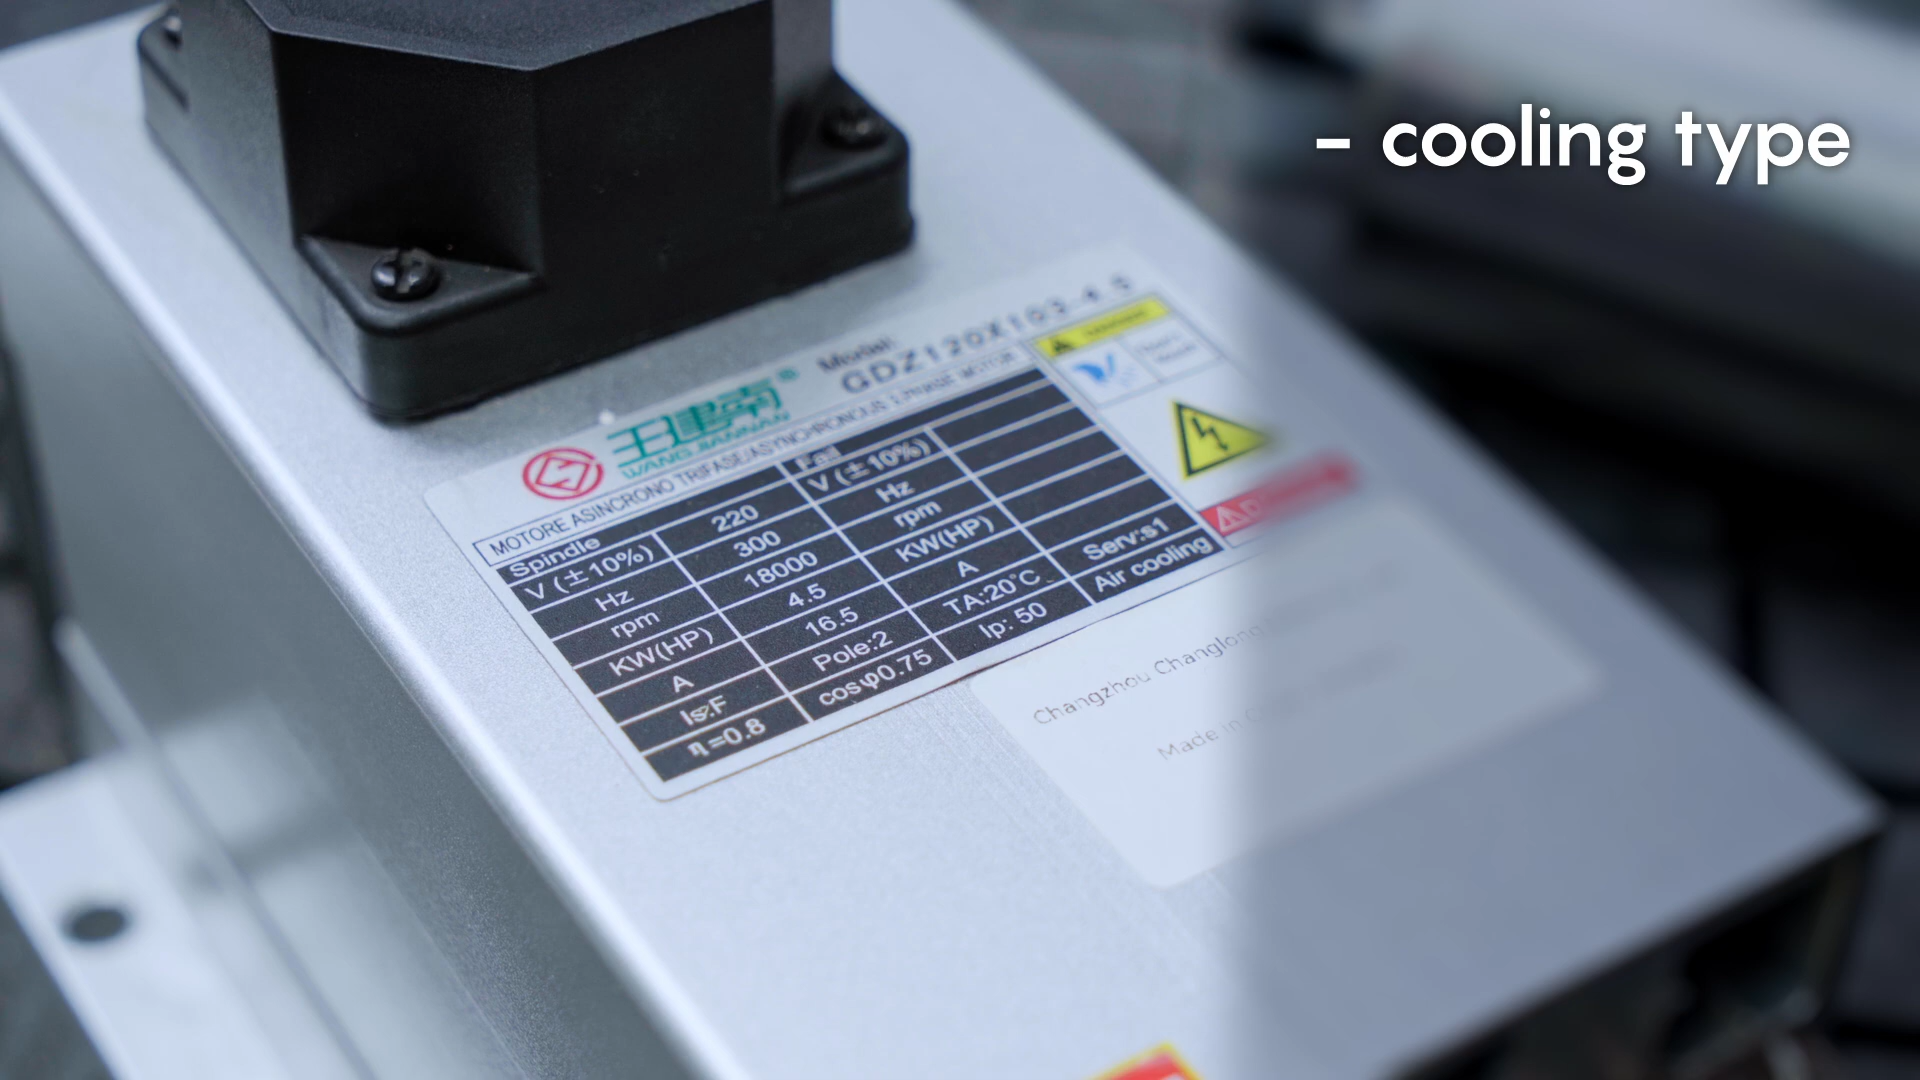 - cooling type
王建南®
WANG JIANNAN
Model:
GDZ120X103-4.5
MOTORE ASINCRONO TRIFASE/ASYNCHRONOUS 3.PHASE MOTOR
Spindle Fail
V (±10%) 220 V (±10%)
Hz 300 Hz
rpm 18000 rpm
KW(HP) 4.5 KW(HP)
A 16.5 A
Is:F Pole:2 TA:20°C Serv:s1
η=0.8 cosφ0.75 Ip: 50 Air cooling
Changzhou Changlong
Made in